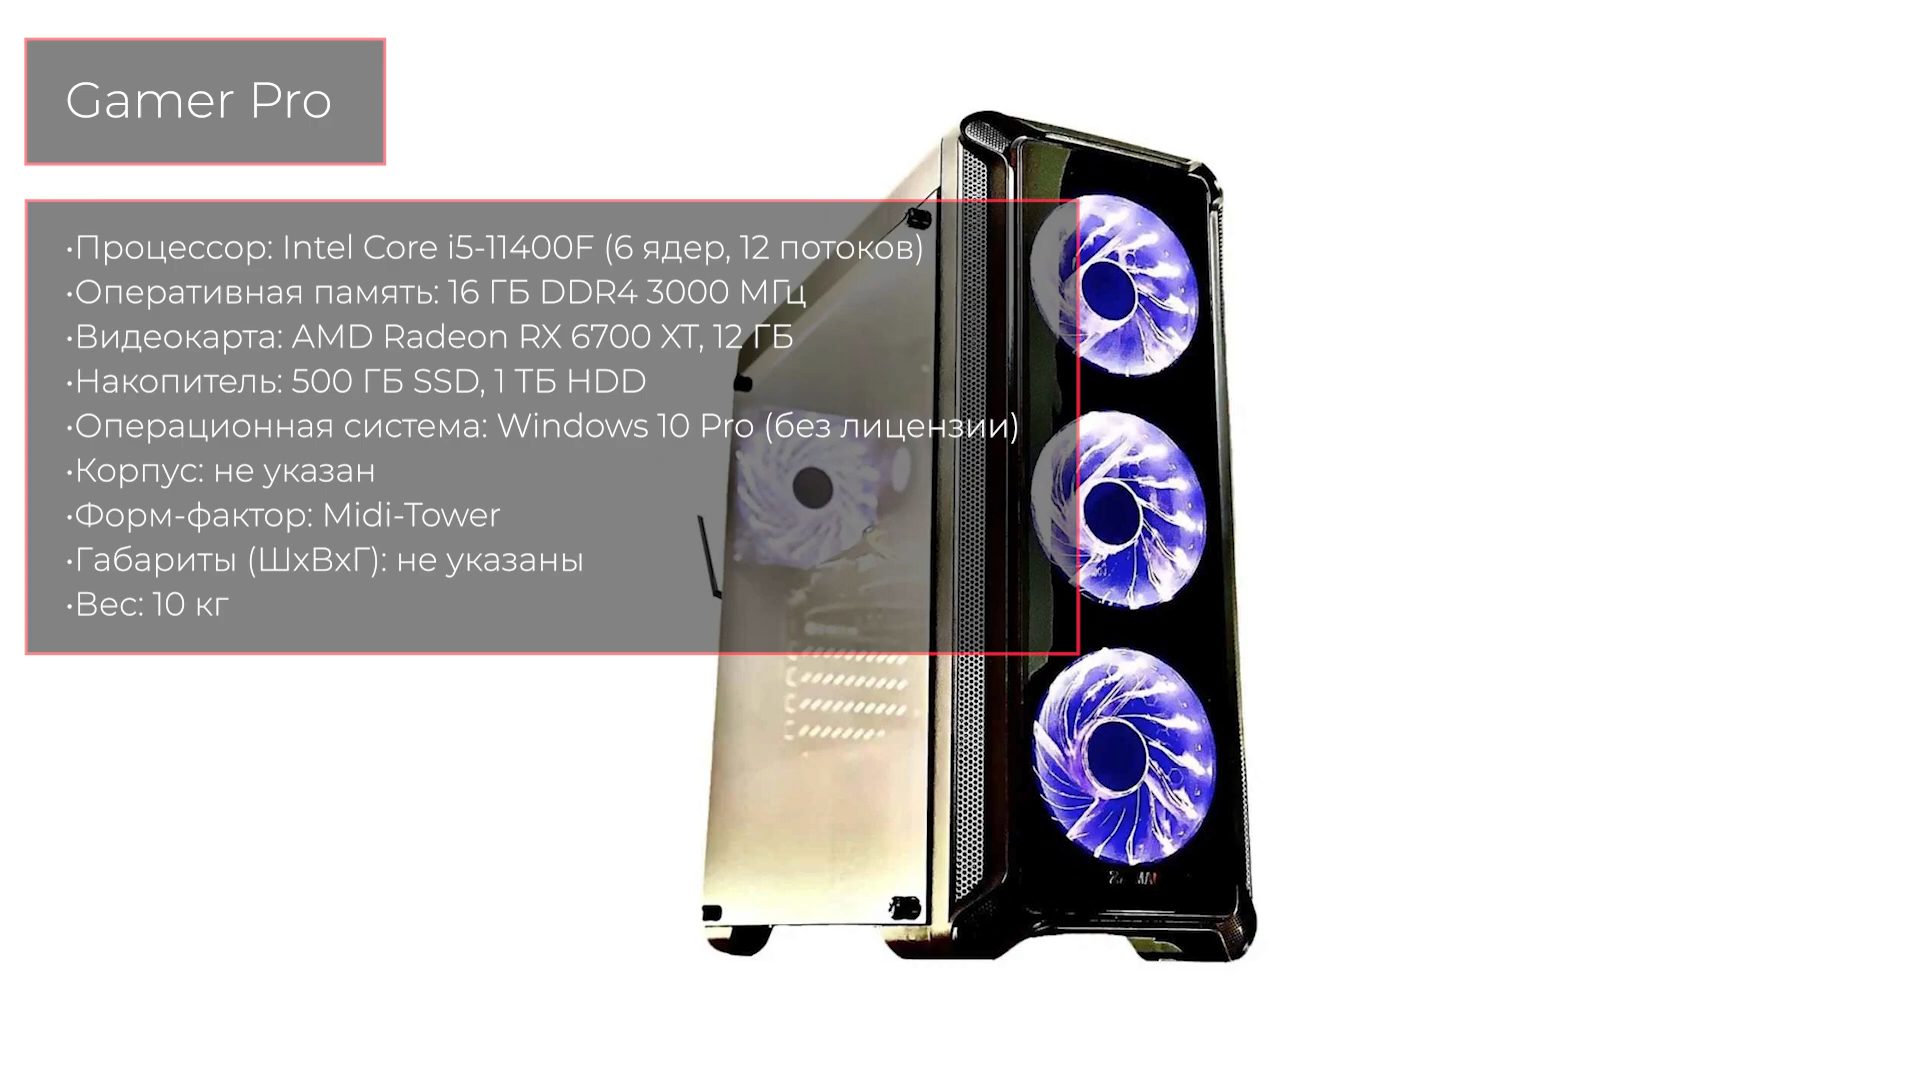 Gamer Pro
•Процессор: Intel Core i5-11400F (6 ядер, 12 потоков)
•Оперативная память: 16 ГБ DDR4 3000 МГц
•Видеокарта: AMD Radeon RX 6700 XT, 12 ГБ
•Накопитель: 500 ГБ SSD, 1 ТБ HDD
•Операционная система: Windows 10 Pro (без лицензии)
•Корпус: не указан
•Форм-фактор: Midi-Tower
•Габариты (ШхВхГ): не указаны
•Вес: 10 кг